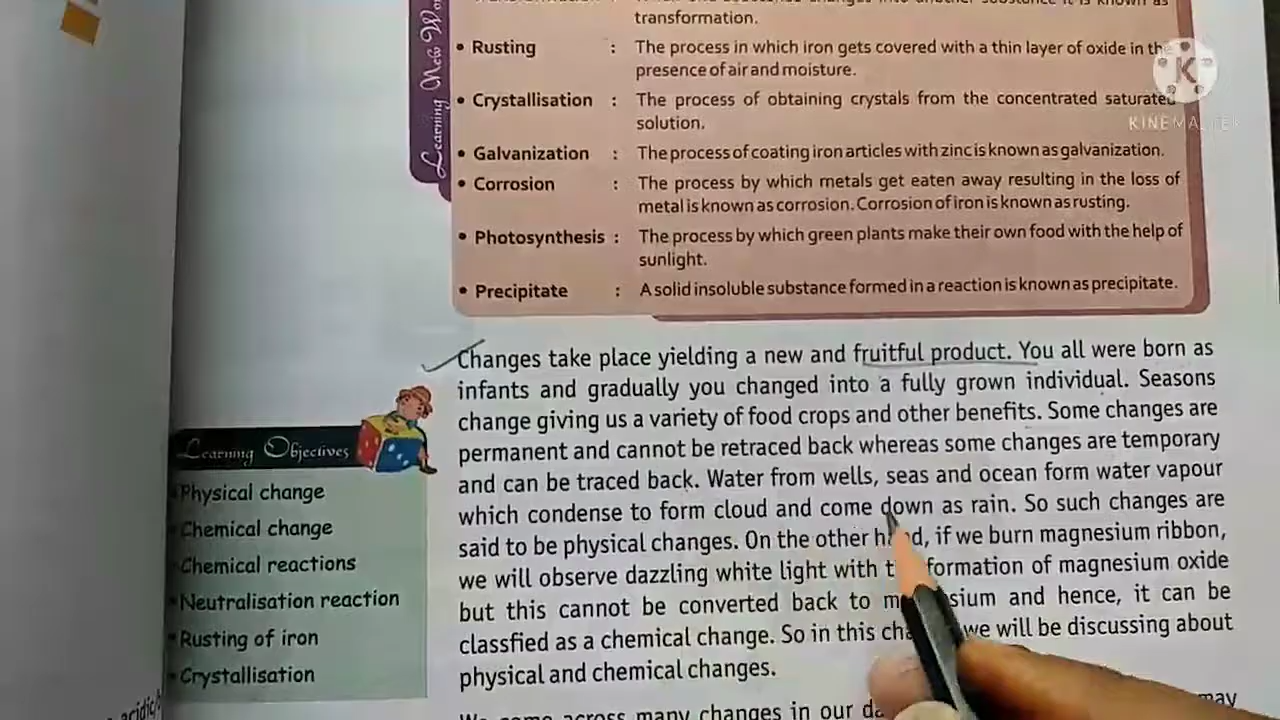 transformation.
• Rusting : The process in which iron gets covered with a thin layer of oxide in the
presence of air and moisture.
• Crystallisation : The process of obtaining crystals from the concentrated saturated
solution.
• Galvanization : The process of coating iron articles with zinc is known as galvanization.
• Corrosion : The process by which metals get eaten away resulting in the loss of
metal is known as corrosion. Corrosion of iron is known as rusting.
• Photosynthesis : The process by which green plants make their own food with the help of
sunlight.
• Precipitate : A solid insoluble substance formed in a reaction is known as precipitate.
Learning New
K
KINEMASTER
Changes take place yielding a new and fruitful product. You all were born as
infants and gradually you changed into a fully grown individual. Seasons
change giving us a variety of food crops and other benefits. Some changes are
permanent and cannot be retraced back whereas some changes are temporary
and can be traced back. Water from wells, seas and ocean form water vapour
which condense to form cloud and come down as rain. So such changes are
said to be physical changes. On the other hand, if we burn magnesium ribbon,
we will observe dazzling white light with formation of magnesium oxide
but this cannot be converted back to magnesium and hence, it can be
classfied as a chemical change. So in this we will be discussing about
physical and chemical changes.
We come across many changes in our may
Learning Objectives
Physical change
Chemical change
Chemical reactions
Neutralisation reaction
Rusting of iron
Crystallisation